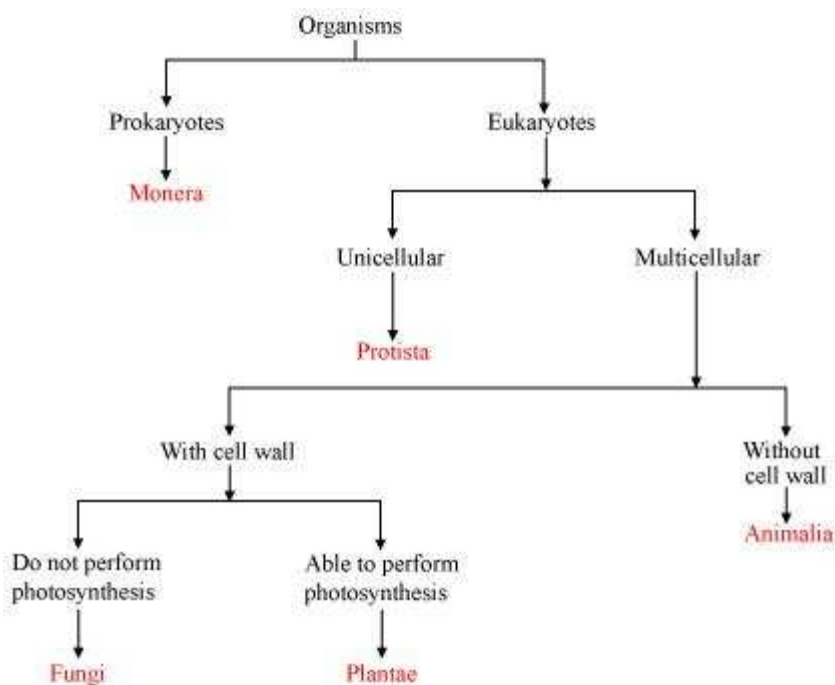 Organisms
Prokaryotes
Eukaryotes
Monera
Unicellular
Multicellular
Protista
With cell wall
Without
cell wall
Animalia
Do not perform
photosynthesis
Able to perform
photosynthesis
Fungi
Plantae